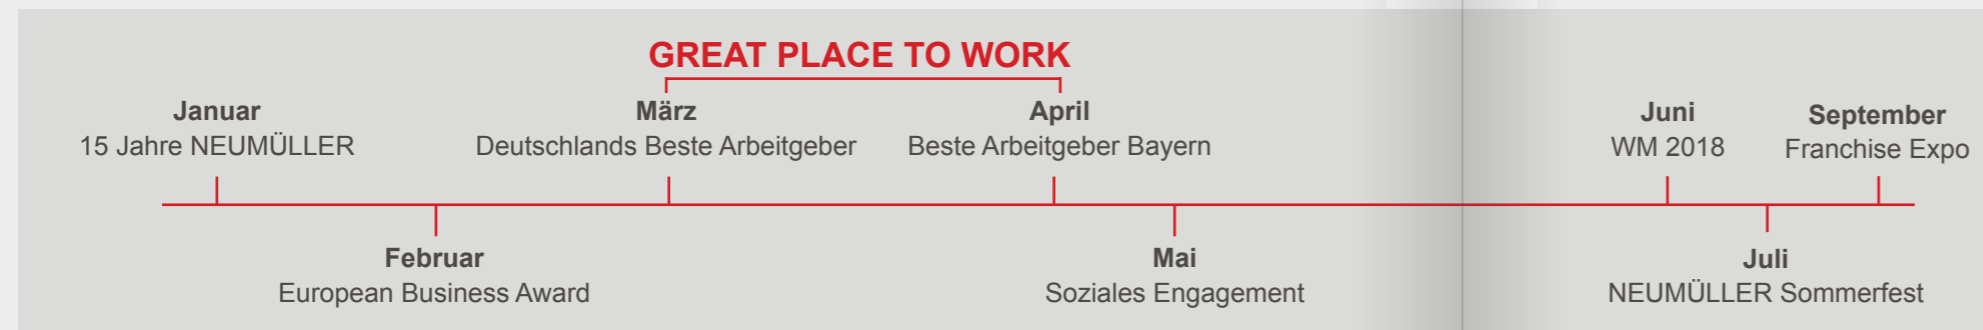 GREAT PLACE TO WORK
Januar
15 Jahre NEUMÜLLER
März
Deutschlands Beste Arbeitgeber
April
Beste Arbeitgeber Bayern
Juni
WM 2018
September
Franchise Expo
Februar
European Business Award
Mai
Soziales Engagement
Juli
NEUMÜLLER Sommerfest